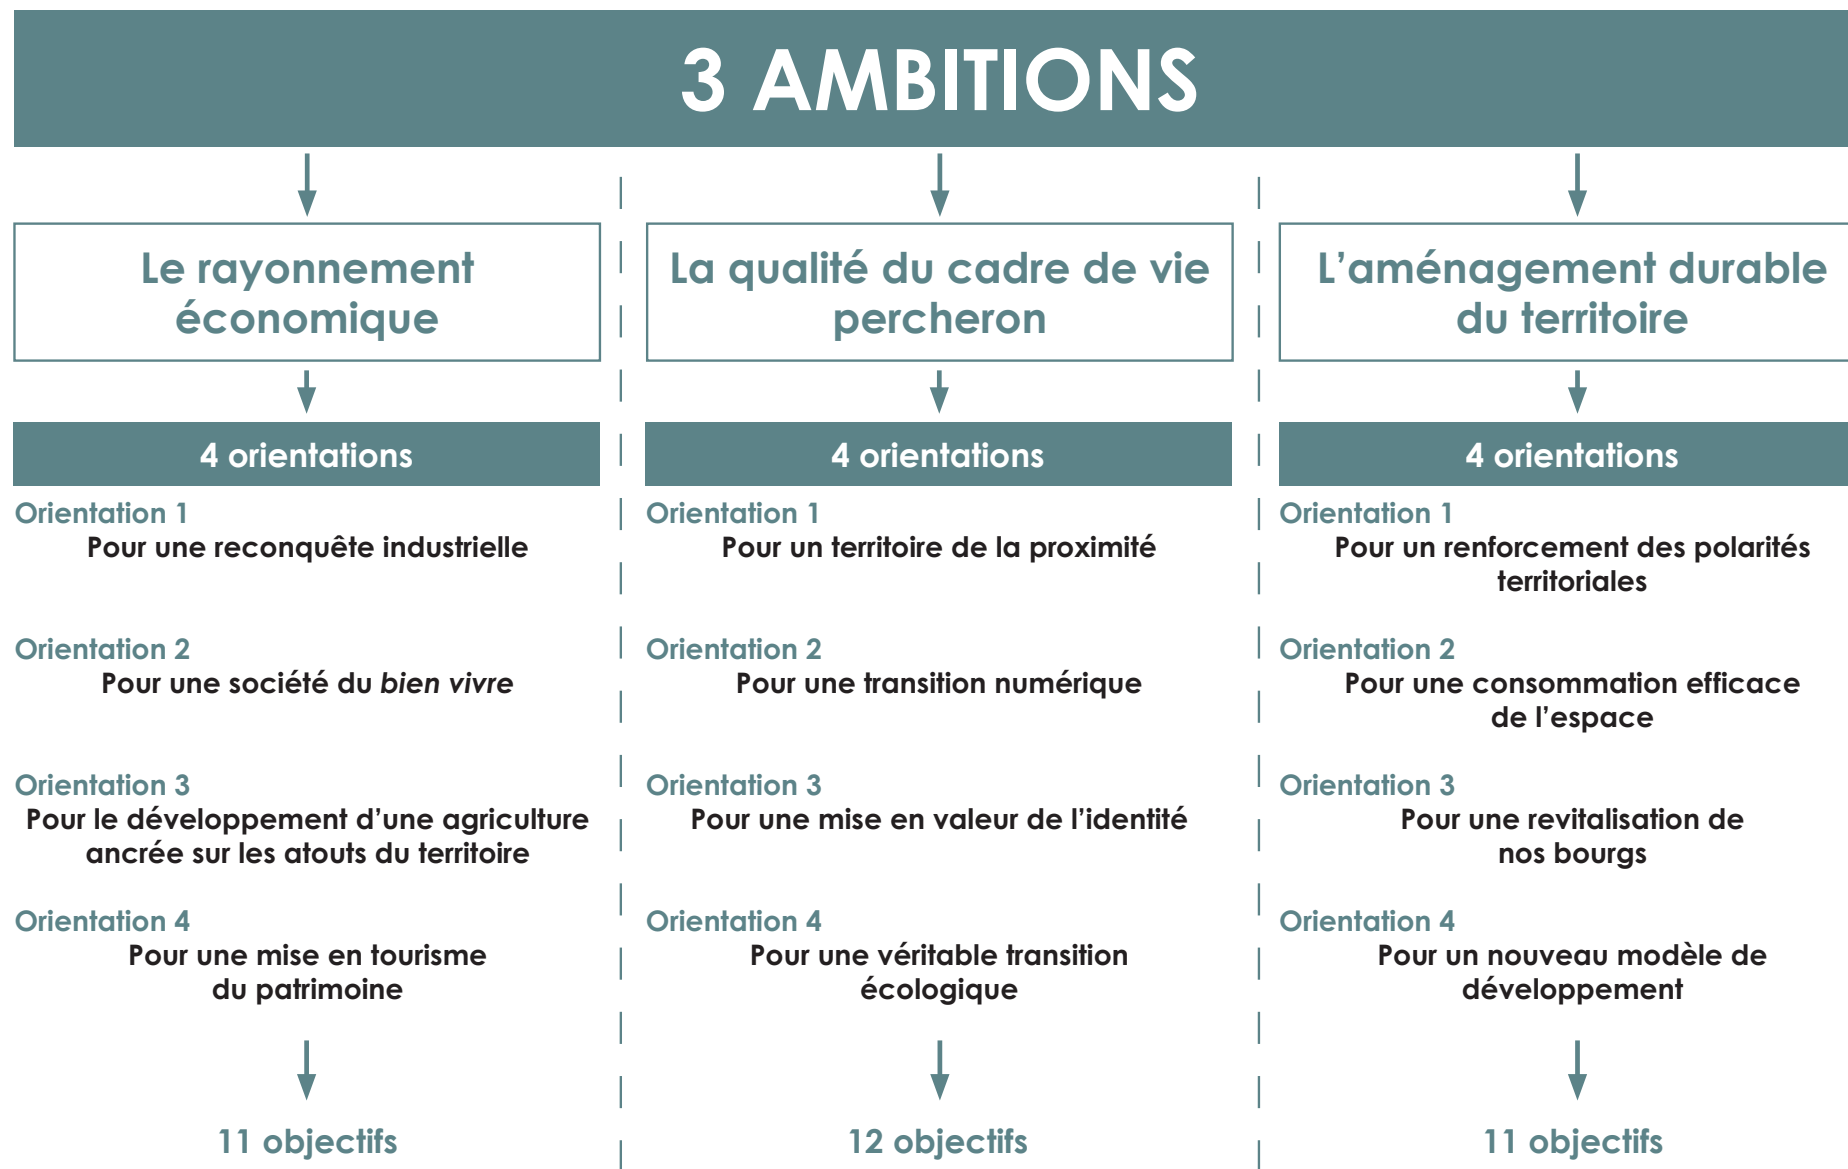 3 AMBITIONS
Le rayonnement
économique
4 orientations
Orientation 1
Pour une reconquête industrielle
Orientation 2
Pour une société du bien vivre
Orientation 3
Pour le développement d’une agriculture
ancrée sur les atouts du territoire
Orientation 4
Pour une mise en tourisme
du patrimoine
11 objectifs
La qualité du cadre de vie
percheron
4 orientations
Orientation 1
Pour un territoire de la proximité
Orientation 2
Pour une transition numérique
Orientation 3
Pour une mise en valeur de l’identité
Orientation 4
Pour une véritable transition
écologique
12 objectifs
L’aménagement durable
du territoire
4 orientations
Orientation 1
Pour un renforcement des polarités
territoriales
Orientation 2
Pour une consommation efficace
de l’espace
Orientation 3
Pour une revitalisation de
nos bourgs
Orientation 4
Pour un nouveau modèle de
développement
11 objectifs